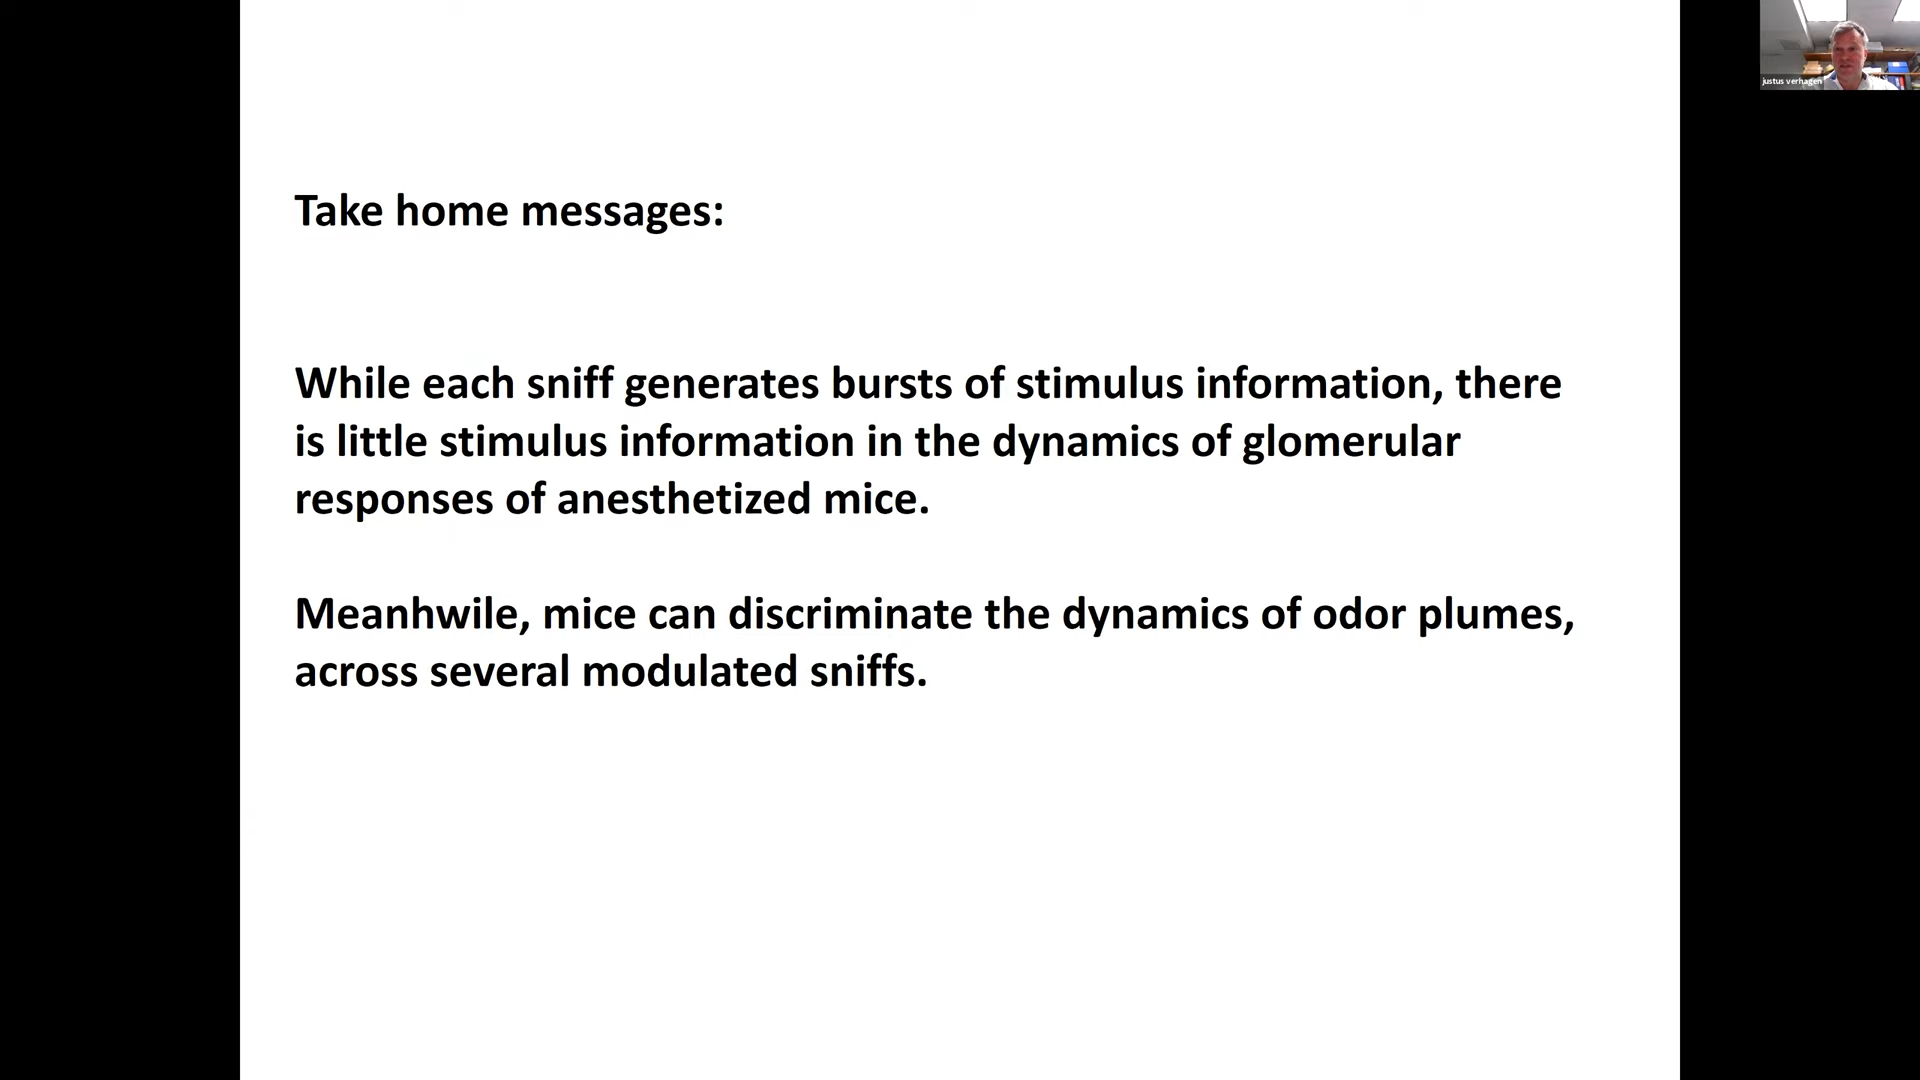 justus verhagen
Take home messages:
While each sniff generates bursts of stimulus information, there
is little stimulus information in the dynamics of glomerular
responses of anesthetized mice.
Meanhwile, mice can discriminate the dynamics of odor plumes,
across several modulated sniffs.